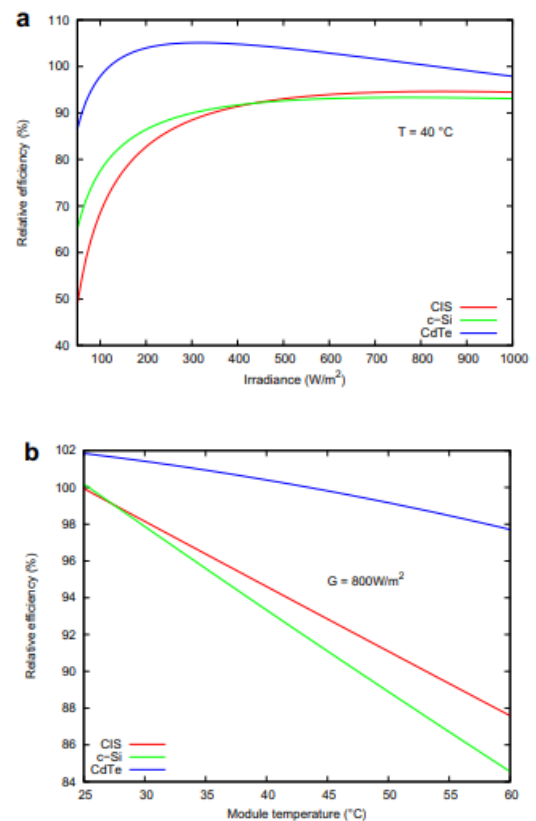 a
110
100
90
80
70
60
50
40
Relative efficiency (%)
T = 40 °C
CIS
c−Si
CdTe
100 200 300 400 500 600 700 800 900 1000
Irradiance (W/m²)
b
102
100
98
96
94
92
90
88
86
84
Relative efficiency (%)
G = 800W/m²
CIS
c−Si
CdTe
25 30 35 40 45 50 55 60
Module temperature (°C)